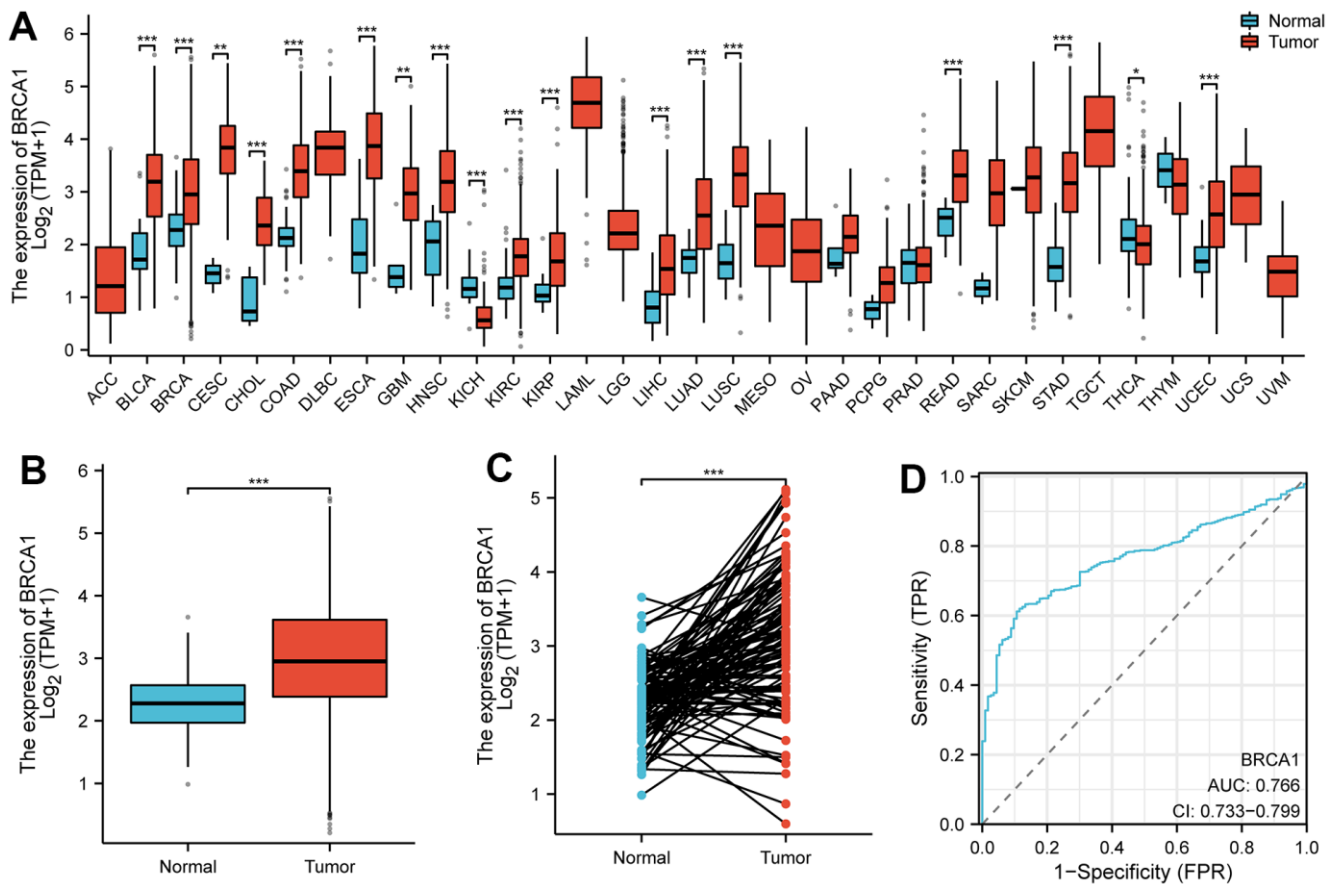 A
The expression of BRCA1
Log2 (TPM+1)
6
5
4
3
2
1
0
*** *** ** *** *** *** ** *** *** *** *** *** *** *** *** *** * ***
Normal
Tumor
ACC BLCA BRCA CESC CHOL COAD DLBC ESCA GBM HNSC KICH KIRC KIRP LAML LGG LIHC LUAD LUSC MESO OV PAAD PCPG PRAD READ SARC SKCM STAD TGCT THCA THYM UCEC UCS UVM
B
The expression of BRCA1
Log2 (TPM+1)
6
5
4
3
2
1
***
Normal Tumor
C
The expression of BRCA1
Log2 (TPM+1)
5
4
3
2
1
***
Normal Tumor
D
Sensitivity (TPR)
1.0
0.8
0.6
0.4
0.2
0.0
BRCA1
AUC: 0.766
CI: 0.733−0.799
0.0 0.2 0.4 0.6 0.8 1.0
1−Specificity (FPR)